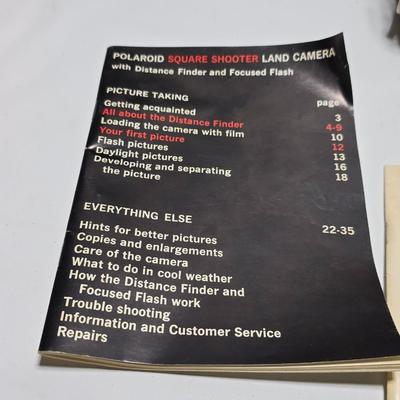 POLAROID SQUARE SHOOTER LAND CAMERA
with Distance Finder and Focused Flash
PICTURE TAKING page
Getting acquainted 3
All about the Distance Finder 4-9
Loading the camera with film 10
Your first picture 12
Flash pictures 13
Daylight pictures 16
Developing and separating 18
the picture
EVERYTHING ELSE
Hints for better pictures 22-35
Copies and enlargements
Care of the camera
What to do in cool weather
How the Distance Finder and
Focused Flash work
Trouble shooting
Information and Customer Service
Repairs